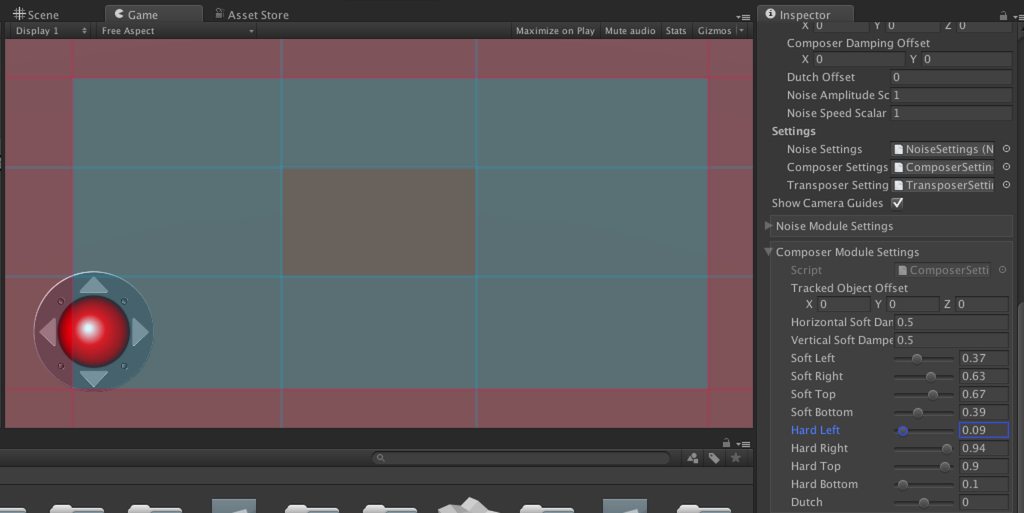 Scene Game Asset Store
Display 1 Free Aspect Maximize on Play Mute audio Stats Gizmos
Inspector
X 0 Y 0 Z 0
Composer Damping Offset
X 0 Y 0
Dutch Offset 0
Noise Amplitude Sc 1
Noise Speed Scalar 1
Settings
Noise Settings NoiseSettings (N
Composer Settings ComposerSettin
Transposer Setting TransposerSettin
Show Camera Guides
Noise Module Settings
Composer Module Settings
Script ComposerSetti
Tracked Object Offset
X 0 Y 0 Z 0
Horizontal Soft Dam 0.5
Vertical Soft Dampe 0.5
Soft Left 0.37
Soft Right 0.63
Soft Top 0.67
Soft Bottom 0.39
Hard Left 0.09
Hard Right 0.94
Hard Top 0.9
Hard Bottom 0.1
Dutch 0